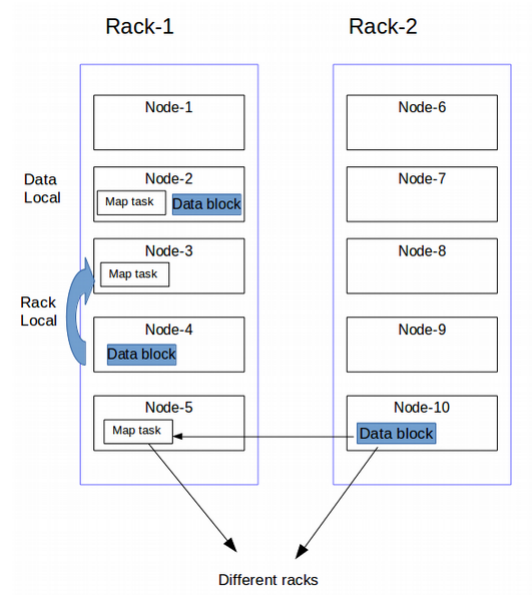 Rack-1
Rack-2
Node-1
Node-6
Data
Local
Node-2
Map task
Data block
Node-7
Node-3
Map task
Node-8
Rack
Local
Node-4
Data block
Node-9
Node-5
Map task
Node-10
Data block
Different racks